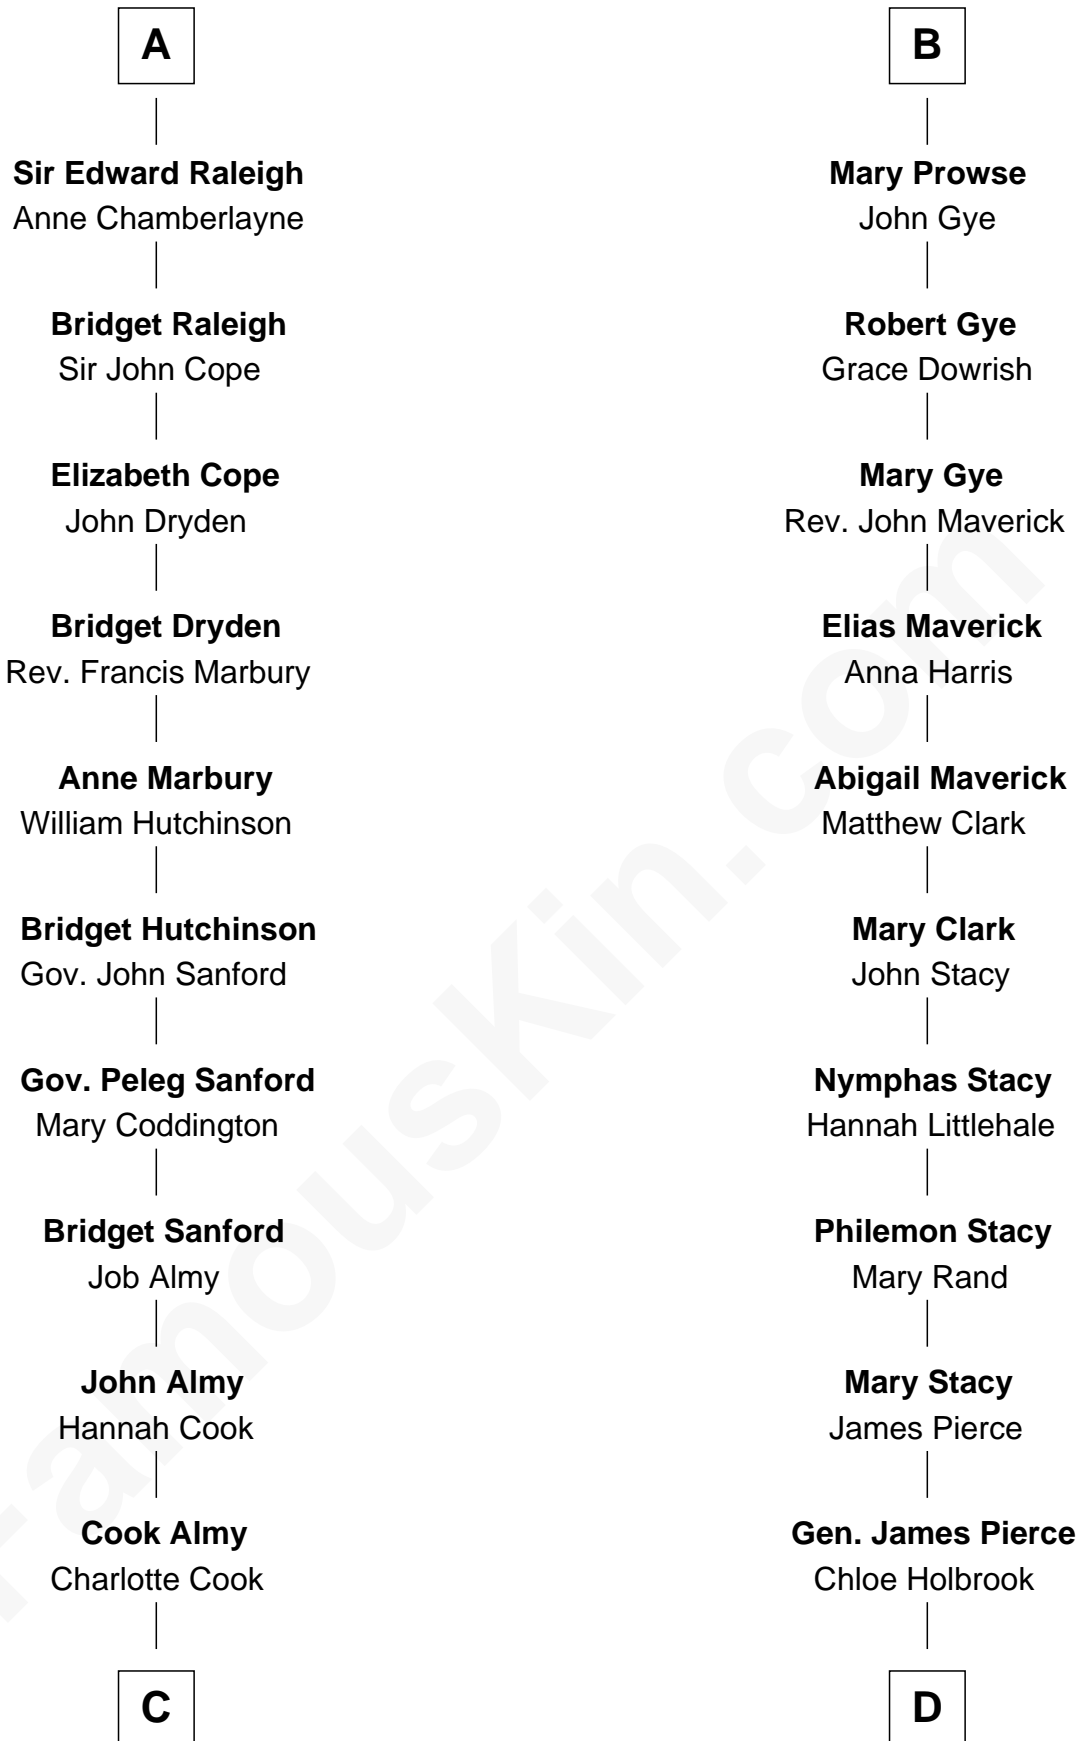 A
Sir Edward Raleigh
Anne Chamberlayne
Bridget Raleigh
Sir John Cope
Elizabeth Cope
John Dryden
Bridget Dryden
Rev. Francis Marbury
Anne Marbury
William Hutchinson
Bridget Hutchinson
Gov. John Sanford
Gov. Peleg Sanford
Mary Coddington
Bridget Sanford
Job Almy
John Almy
Hannah Cook
Cook Almy
Charlotte Cook
C
B
Mary Prowse
John Gye
Robert Gye
Grace Dowrish
Mary Gye
Rev. John Maverick
Elias Maverick
Anna Harris
Abigail Maverick
Matthew Clark
Mary Clark
John Stacy
Nymphas Stacy
Hannah Littlehale
Philemon Stacy
Mary Rand
Mary Stacy
James Pierce
Gen. James Pierce
Chloe Holbrook
D
FamousKin.com